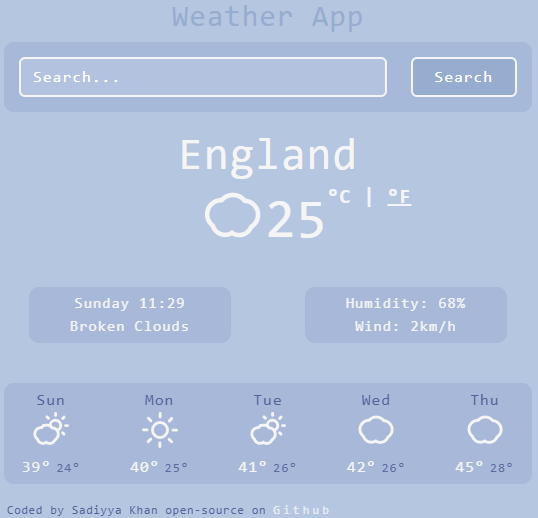 Weather App
Search...
Search
England
25 °C | °F
Sunday 11:29
Broken Clouds
Humidity: 68%
Wind: 2km/h
Sun Mon Tue Wed Thu
39° 24° 40° 25° 41° 26° 42° 26° 45° 28°
Coded by Sadiyya Khan open-source on Github